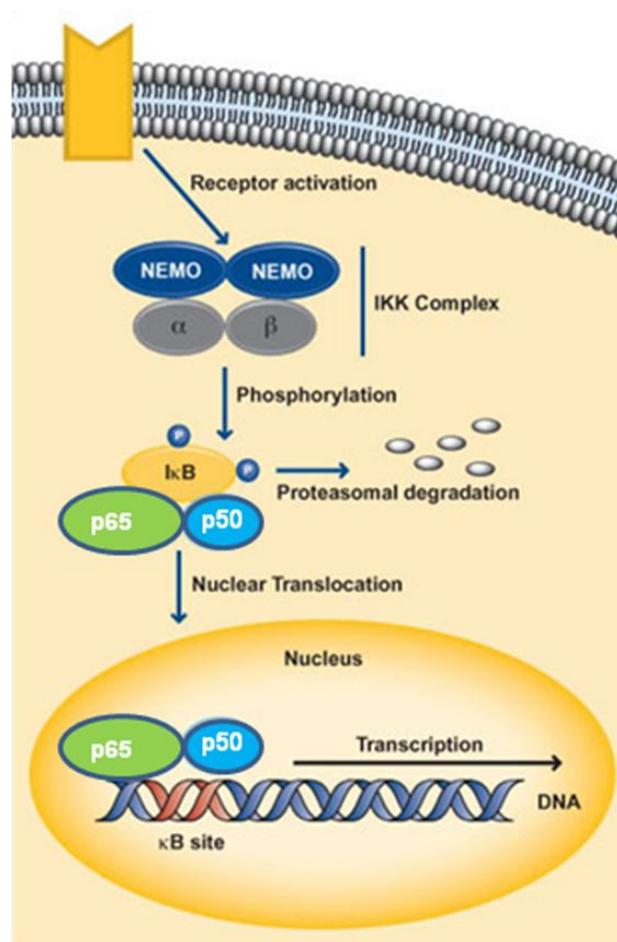 Receptor activation
NEMO NEMO
α β
IKK Complex
Phosphorylation
P
IκB P
Proteasomal degradation
p65 p50
Nuclear Translocation
Nucleus
p65 p50
Transcription
DNA
κB site